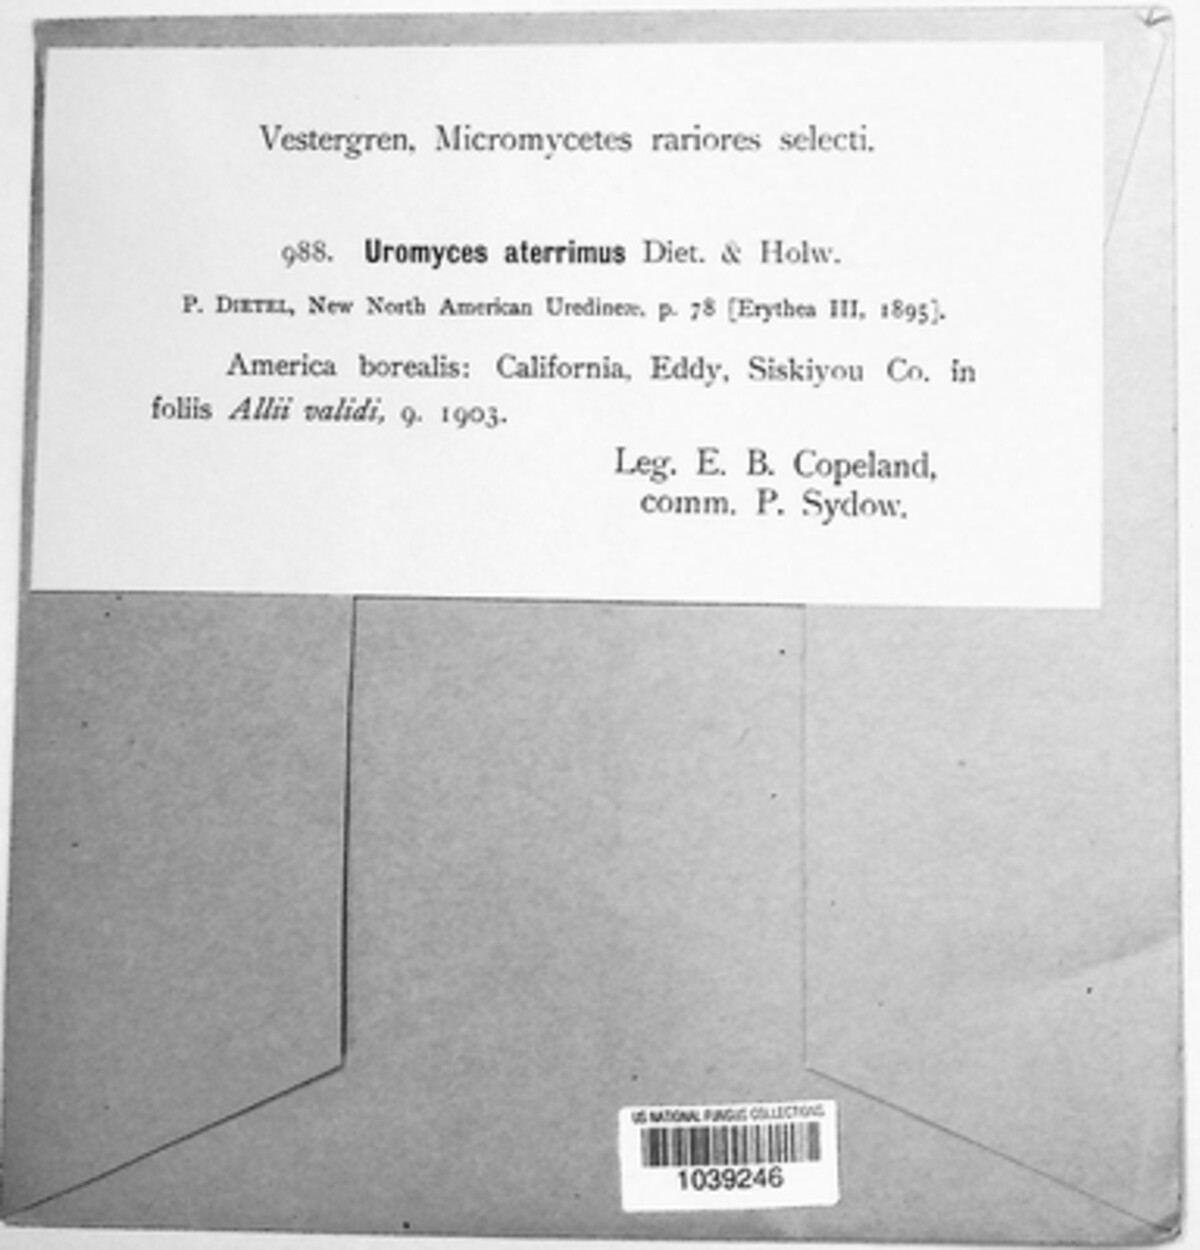 Vestergren, Micromycetes rariores selecti.
988. Uromyces aterrimus Diet. & Holw.
P. DIETEL, New North American Uredineæ, p. 78 [Erythea III, 1895].
America borealis: California, Eddy, Siskiyou Co. in
foliis Allii validi, 9. 1903.
Leg. E. B. Copeland,
comm. P. Sydow.
US NATIONAL FUNGUS COLLECTIONS
1039246